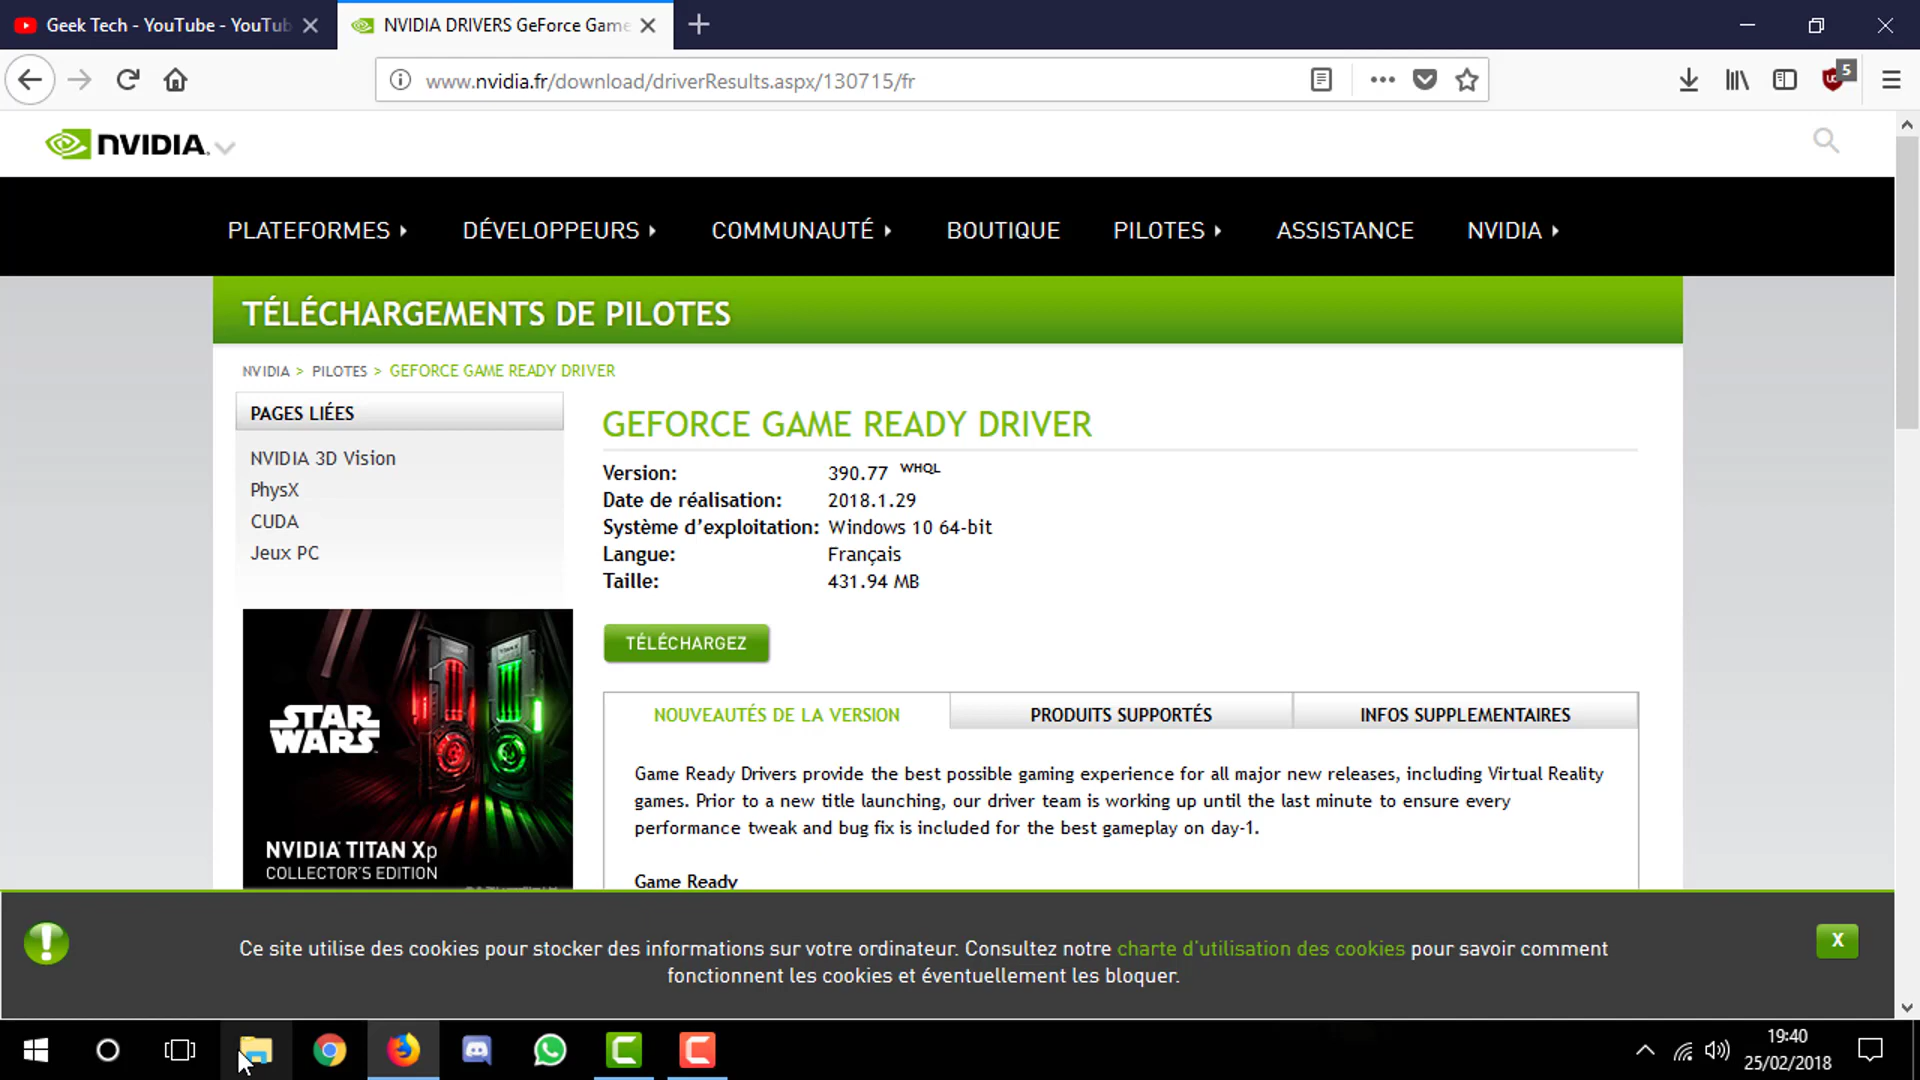 Geek Tech - YouTube - YouTub
NVIDIA DRIVERS GeForce Game
www.nvidia.fr/download/driverResults.aspx/130715/fr
5
NVIDIA.
PLATEFORMES DÉVELOPPEURS COMMUNAUTÉ BOUTIQUE PILOTES ASSISTANCE NVIDIA
TÉLÉCHARGEMENTS DE PILOTES
NVIDIA > PILOTES > GEFORCE GAME READY DRIVER
PAGES LIÉES
NVIDIA 3D Vision
PhysX
CUDA
Jeux PC
STAR
WARS
NVIDIA TITAN Xp
COLLECTOR'S EDITION
GEFORCE GAME READY DRIVER
Version: 390.77 WHQL
Date de réalisation: 2018.1.29
Système d'exploitation: Windows 10 64-bit
Langue: Français
Taille: 431.94 MB
TÉLÉCHARGEZ
NOUVEAUTÉS DE LA VERSION PRODUITS SUPPORTÉS INFOS SUPPLEMENTAIRES
Game Ready Drivers provide the best possible gaming experience for all major new releases, including Virtual Reality
games. Prior to a new title launching, our driver team is working up until the last minute to ensure every
performance tweak and bug fix is included for the best gameplay on day-1.
Game Ready
Ce site utilise des cookies pour stocker des informations sur votre ordinateur. Consultez notre charte d'utilisation des cookies pour savoir comment
fonctionnent les cookies et éventuellement les bloquer.
X
19:40
25/02/2018